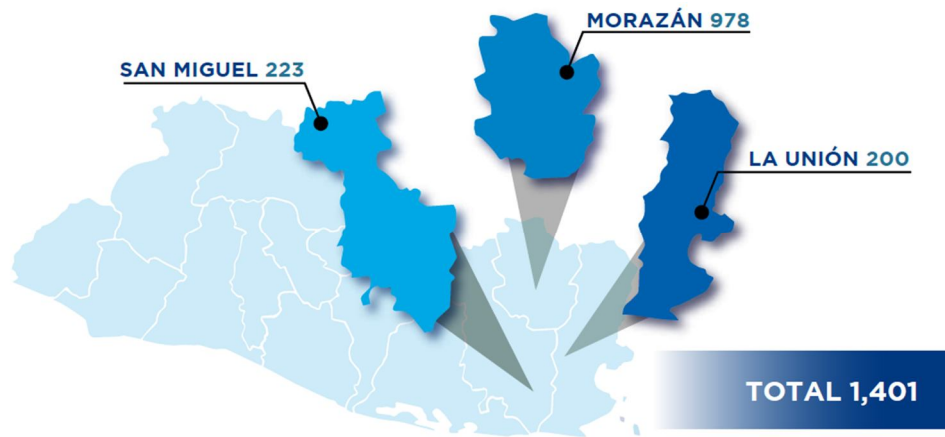 MORAZÁN 978
SAN MIGUEL 223
LA UNIÓN 200
TOTAL 1,401